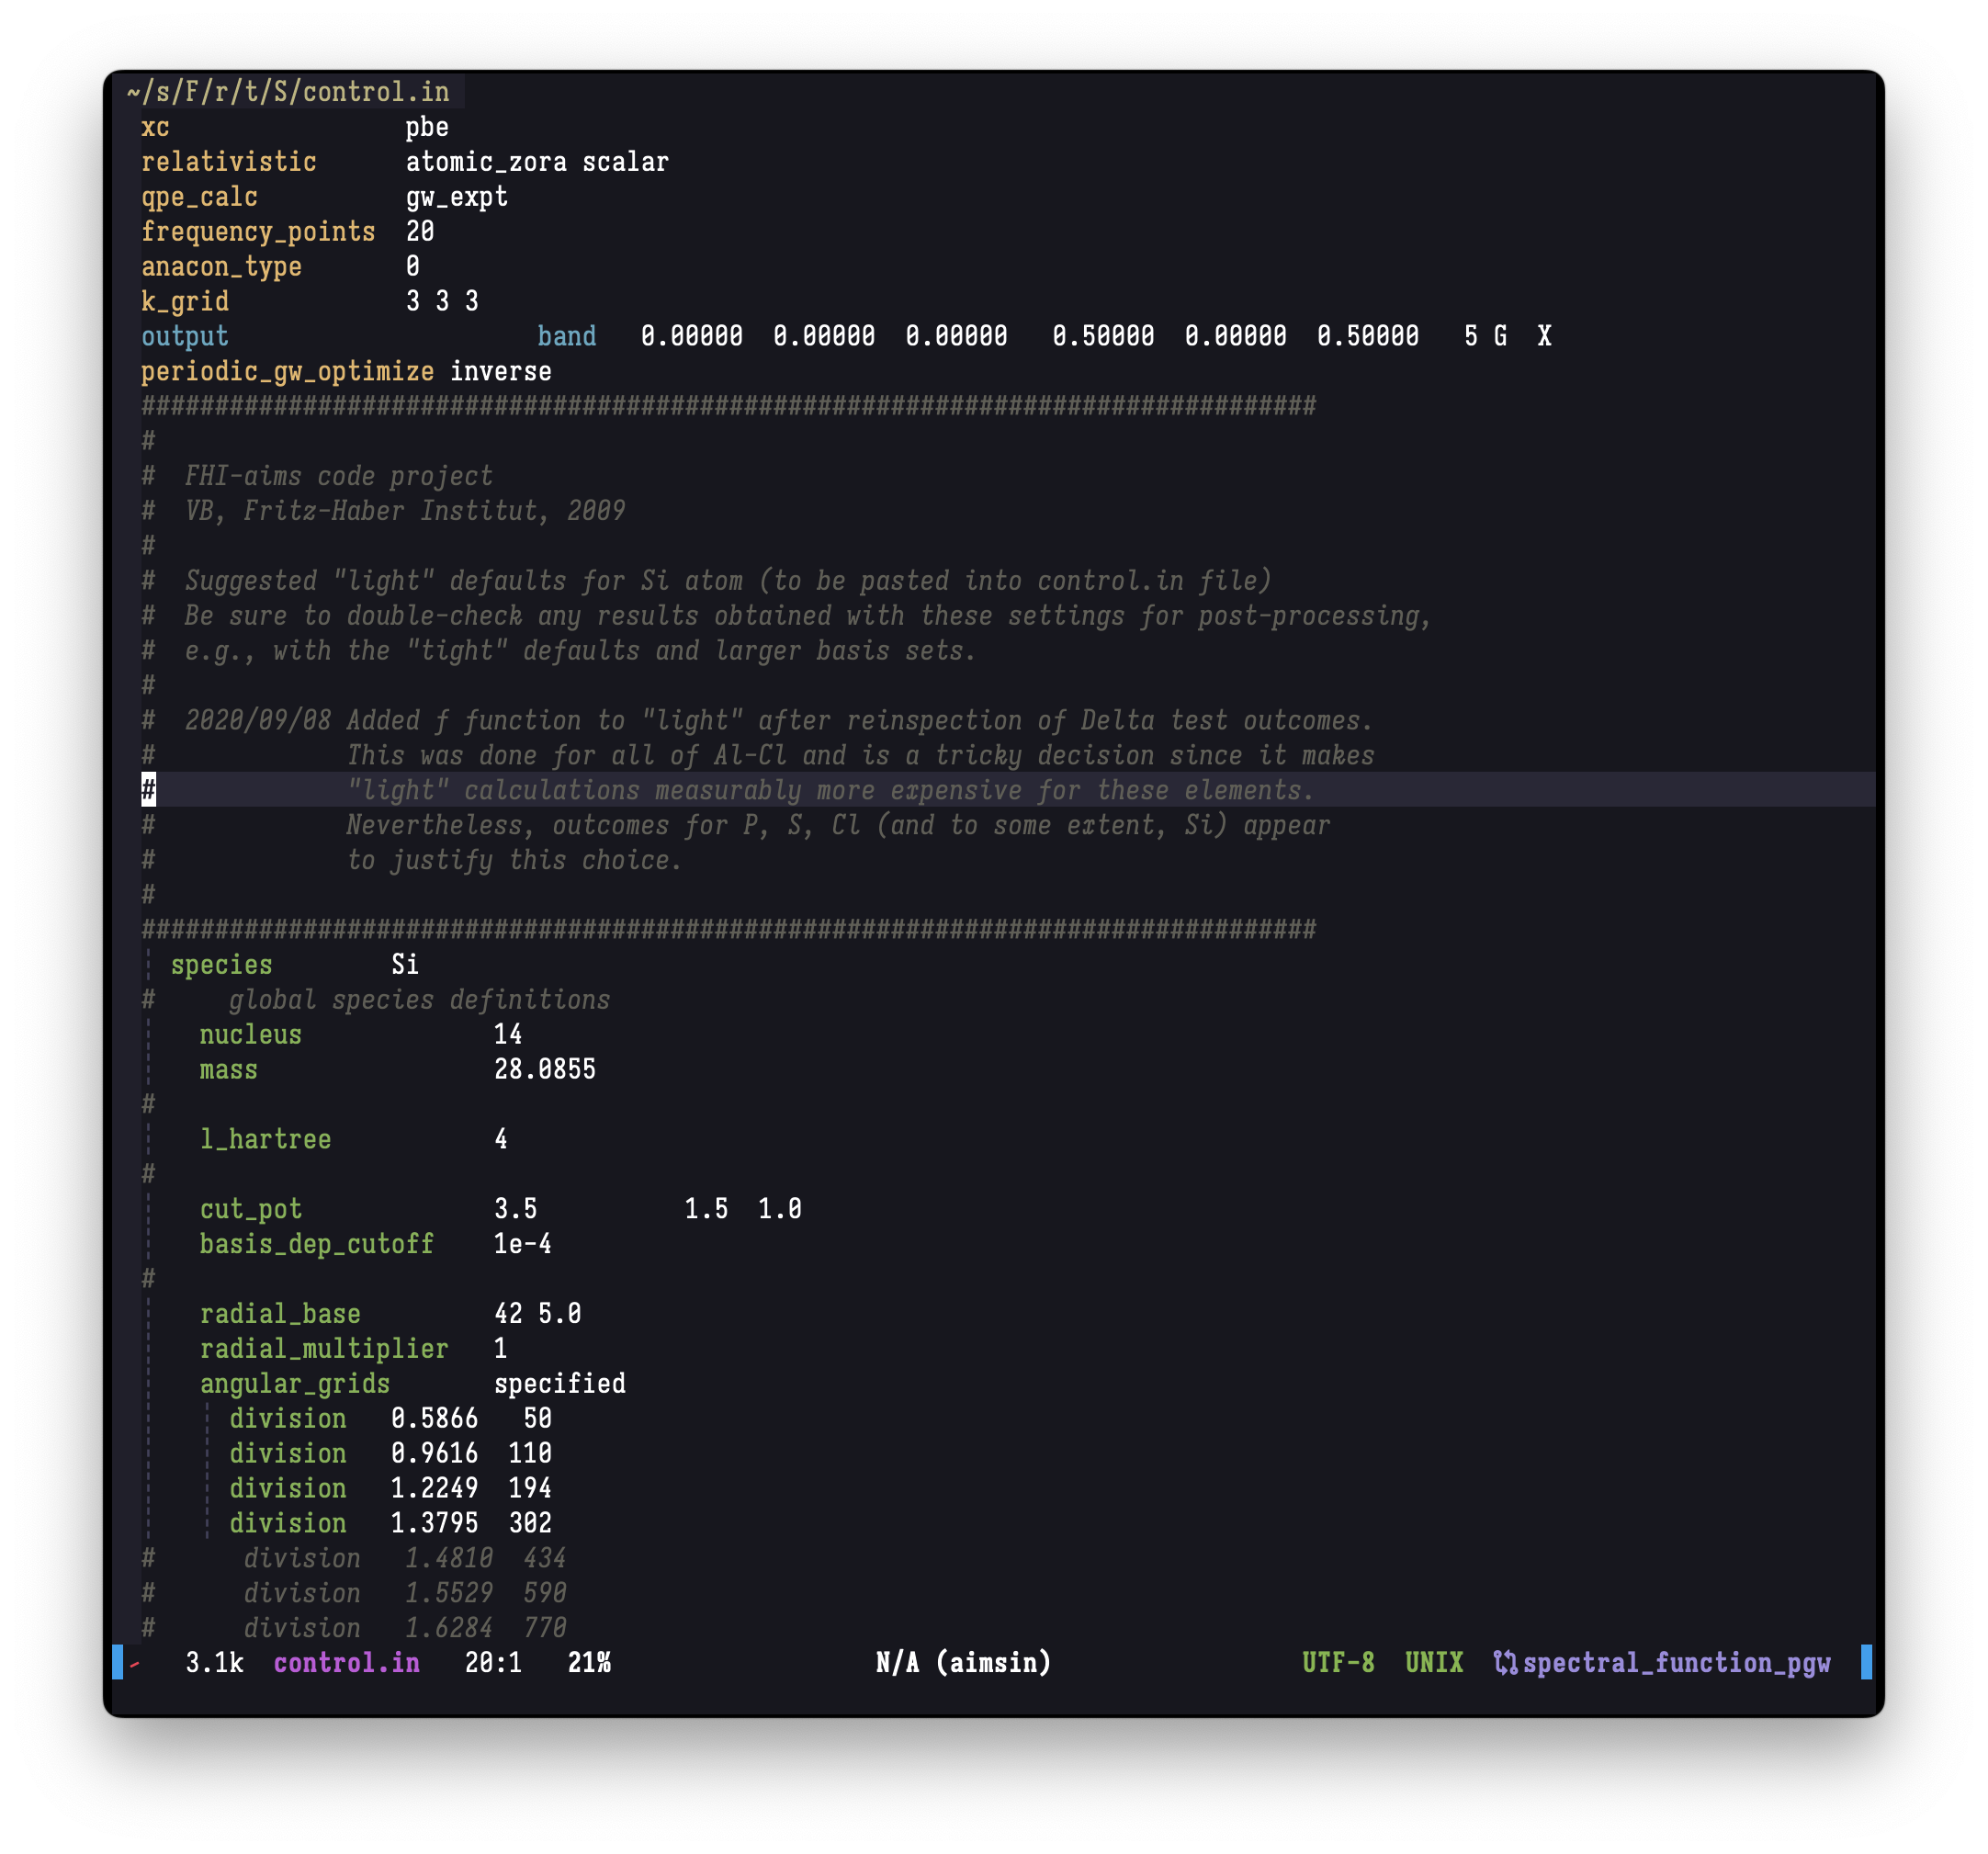 ~/s/F/r/t/S/control.in
xc                pbe
relativistic      atomic_zora scalar
qpe_calc          gw_expt
frequency_points  20
anacon_type       0
k_grid            3 3 3
output                     band   0.00000  0.00000  0.00000   0.50000  0.00000  0.50000   5 G  X
periodic_gw_optimize inverse
################################################################################
#
#  FHI-aims code project
#  VB, Fritz-Haber Institut, 2009
#
#  Suggested "light" defaults for Si atom (to be pasted into control.in file)
#  Be sure to double-check any results obtained with these settings for post-processing,
#  e.g., with the "tight" defaults and larger basis sets.
#
#  2020/09/08 Added f function to "light" after reinspection of Delta test outcomes.
#             This was done for all of Al-Cl and is a tricky decision since it makes
#             "light" calculations measurably more expensive for these elements.
#             Nevertheless, outcomes for P, S, Cl (and to some extent, Si) appear
#             to justify this choice.
#
################################################################################
  species        Si
#     global species definitions
    nucleus             14
    mass                28.0855
#
    l_hartree           4
#
    cut_pot             3.5          1.5  1.0
    basis_dep_cutoff    1e-4
#
    radial_base         42 5.0
    radial_multiplier   1
    angular_grids       specified
      division   0.5866   50
      division   0.9616  110
      division   1.2249  194
      division   1.3795  302
#      division   1.4810  434
#      division   1.5529  590
#      division   1.6284  770
-   3.1k  control.in   20:1   21%   N/A (aimsin)   UTF-8  UNIX  spectral_function_pgw